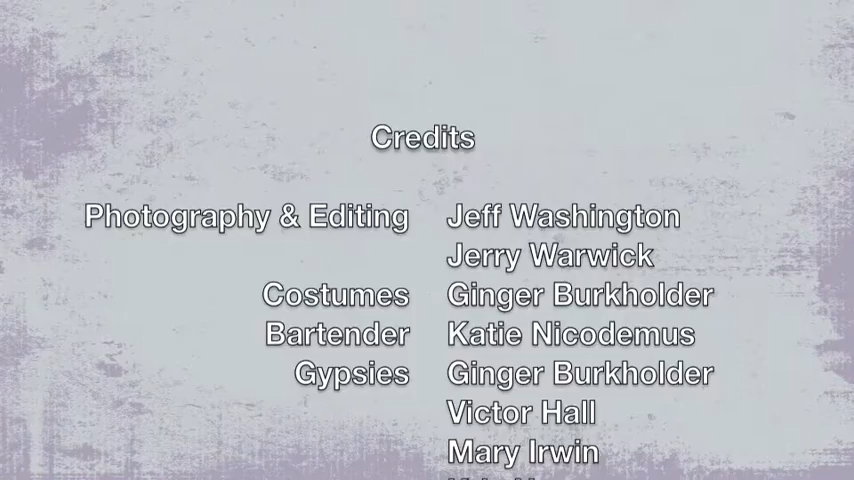 Credits
Photography & Editing Jeff Washington
Jerry Warwick
Costumes Ginger Burkholder
Bartender Katie Nicodemus
Gypsies Ginger Burkholder
Victor Hall
Mary Irwin